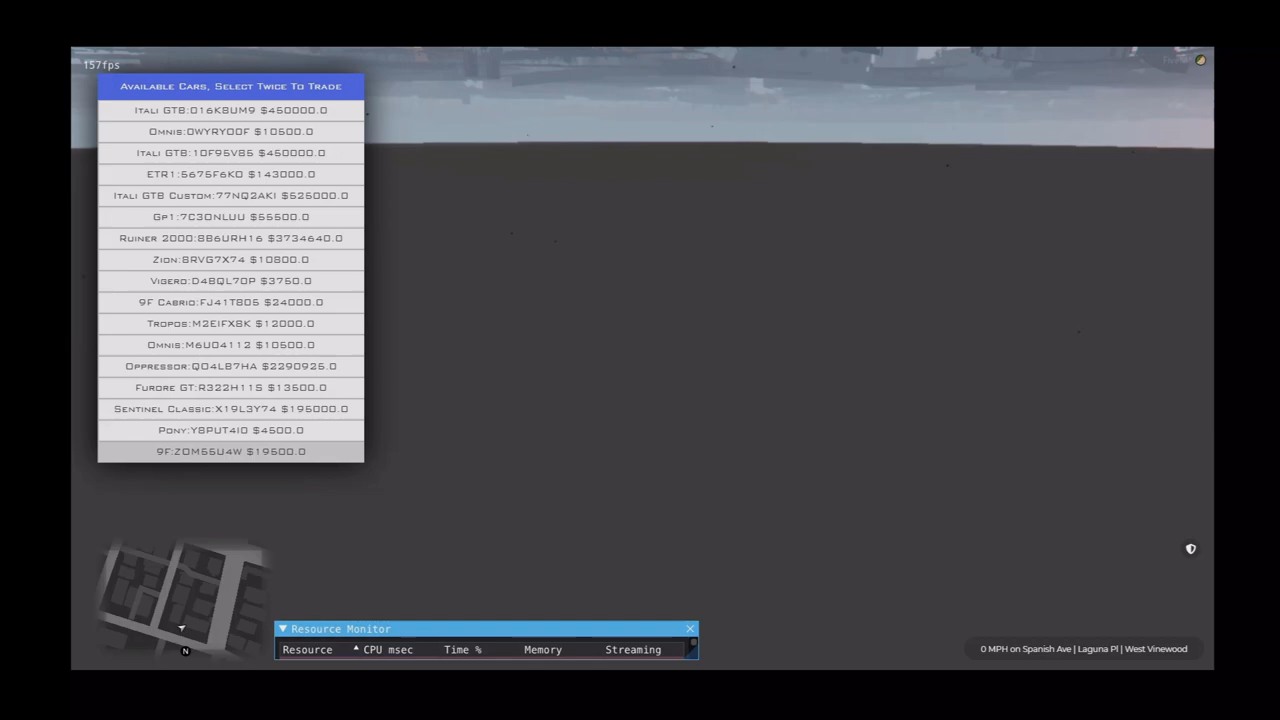 157fps
Available Cars, Select Twice To Trade
Itali GTB:016K8UM9 $450000.0
Omnis:0WYRY00F $10500.0
Itali GTB:10F95V85 $450000.0
ETR1:5675F6K0 $143000.0
Itali GTB Custom:77NQ2AKI $525000.0
Gp1:7C3ONLUU $55500.0
Ruiner 2000:8B6URH16 $3734640.0
Zion:8RVG7X74 $10800.0
Vigero:D48QL70P $3750.0
9F Cabrio:FJ41T805 $24000.0
Tropos:M2EIFX8K $12000.0
Omnis:M6U04112 $10500.0
Oppressor:Q04LB7HA $2290925.0
Furore GT:R322H11S $13500.0
Sentinel Classic:X19L3Y74 $195000.0
Pony:Y8PUT4I0 $4500.0
9F:Z0M55U4W $19500.0
N
Resource Monitor
Resource CPU msec Time % Memory Streaming
0 MPH on Spanish Ave | Laguna Pl | West Vinewood